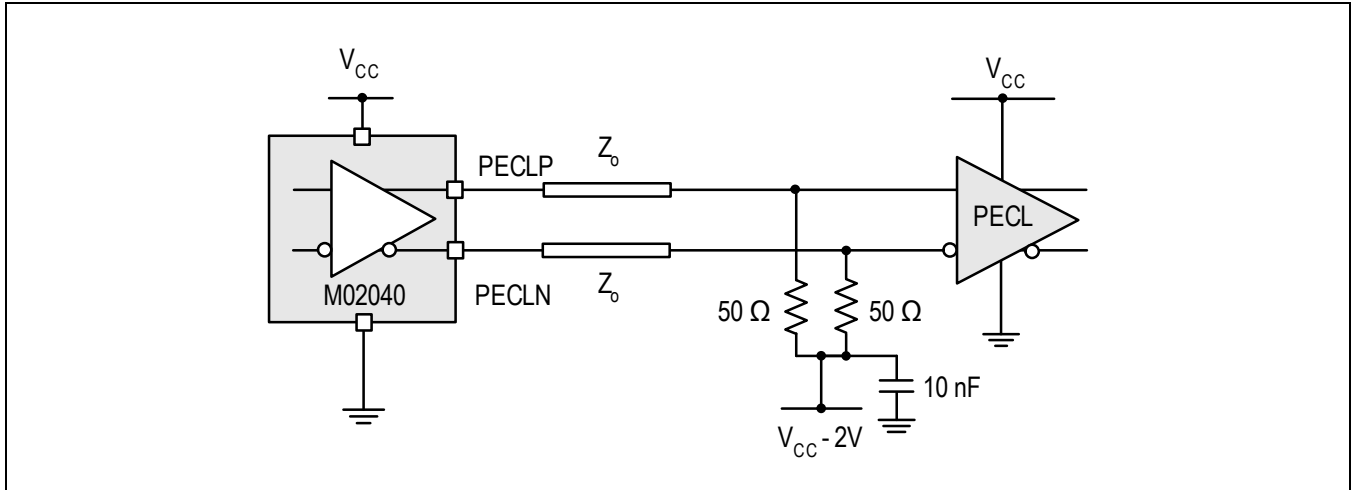 V_CC
V_CC
PECLP
Z_o
PECL
M02040
PECLN
Z_o
50 Ω
50 Ω
10 nF
V_CC - 2V